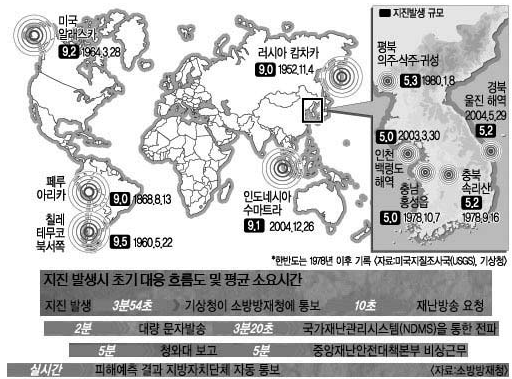 미국
알래스카
9.2 1964.3.28
러시아 캄차카
9.0 1952.11.4
지진발생 규모
평북
의주·삭주·귀성
5.3 1980.1.8
경북
울진 해역
2004.5.29
5.2
5.0 2003.3.30
인천
백령도
해역
충남
홍성읍
5.0 1978.10.7
충북
속리산
5.2
1978.9.16
페루
아리카
9.0 1868.8.13
칠레
테무코
북서쪽
9.5 1960.5.22
인도네시아
수마트라
9.1 2004.12.26
*한반도는 1978년 이후 기록 <자료:미국지질조사국(USGS), 기상청>
지진 발생시 초기 대응 흐름도 및 평균 소요시간
지진 발생 3분54초 기상청이 소방방재청에 통보 10초 재난방송 요청
2분 대량 문자발송 3분20초 국가재난관리시스템(NDMS)을 통한 전파
5분 청와대 보고 5분 중앙재난안전대책본부 비상근무
실시간 피해예측 결과 지방자치단체 자동 통보 <자료:소방방재청>